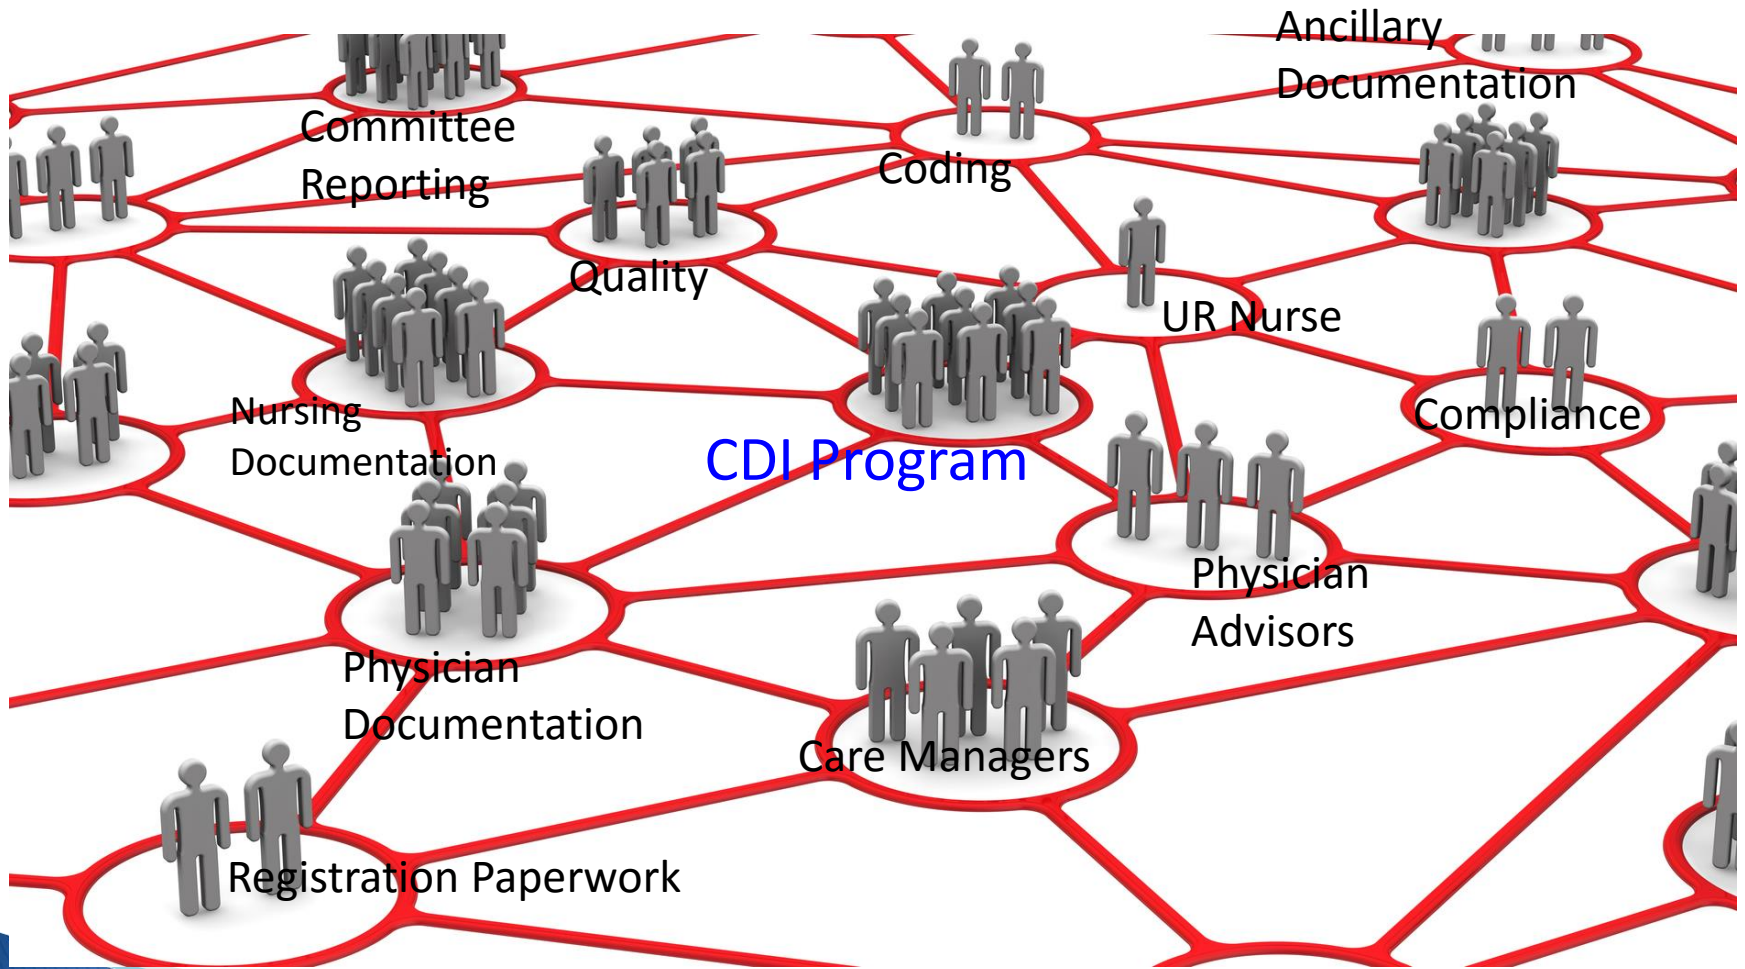 Ancillary
Documentation
Committee
Reporting
Coding
Quality
UR Nurse
Nursing
Documentation
Compliance
CDI Program
Physician
Advisors
Physician
Documentation
Care Managers
Registration Paperwork